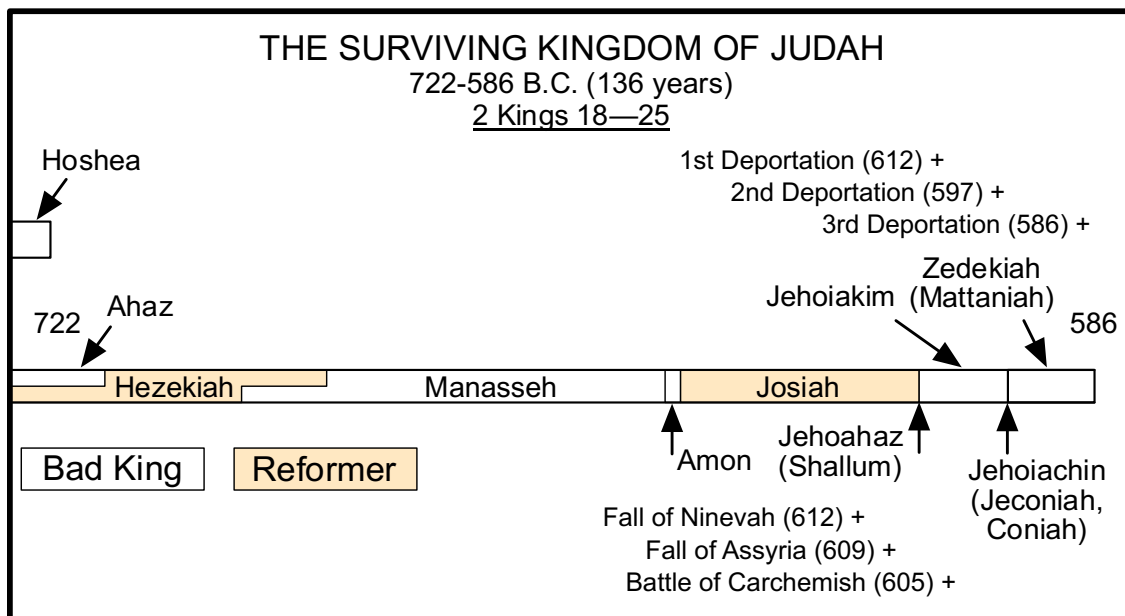 THE SURVIVING KINGDOM OF JUDAH
722-586 B.C. (136 years)
2 Kings 18—25
Hoshea
1st Deportation (612) +
2nd Deportation (597) +
3rd Deportation (586) +
722
Ahaz
Jehoiakim
Zedekiah
(Mattaniah)
586
Hezekiah
Manasseh
Josiah
Bad King
Reformer
Amon
Jehoahaz
(Shallum)
Jehoiachin
(Jeconiah,
Coniah)
Fall of Ninevah (612) +
Fall of Assyria (609) +
Battle of Carchemish (605) +